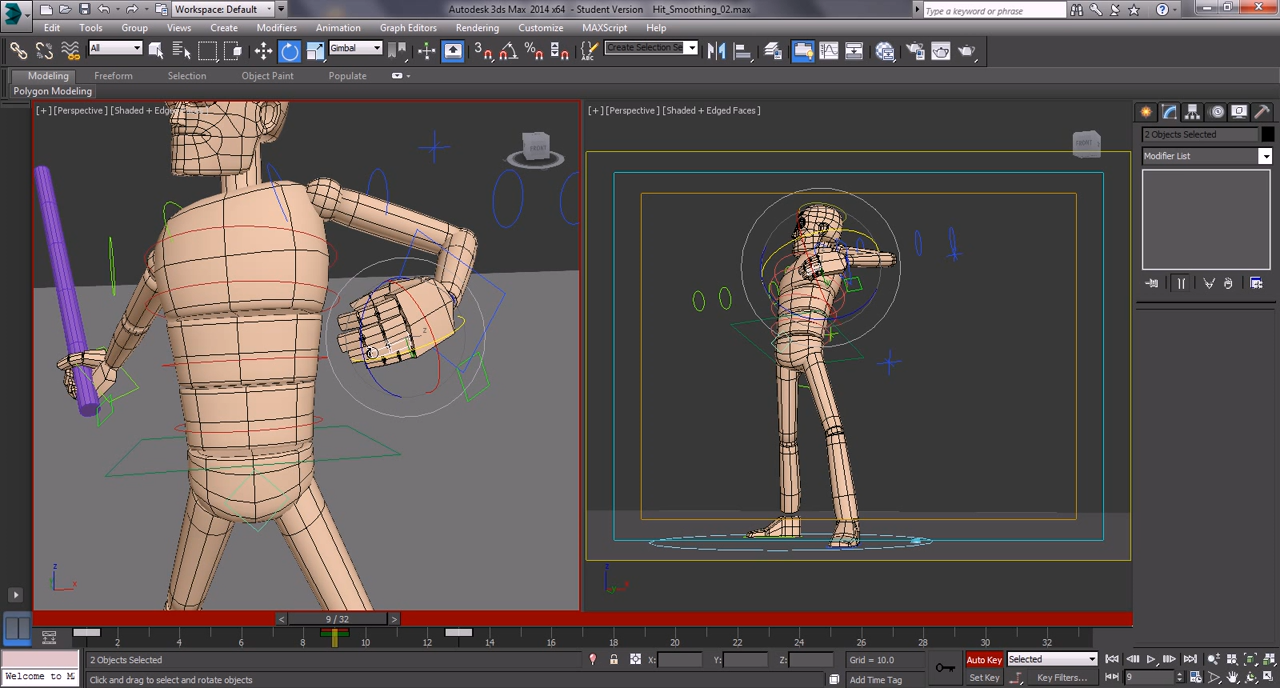 Workspace: Default
Autodesk 3ds Max 2014 x64 - Student Version Hit_Smoothing_02.max
Type a keyword or phrase
Edit Tools Group Views Create Modifiers Animation Graph Editors Rendering Customize MAXScript Help
All Gimbal Create Selection Se
Modeling Freeform Selection Object Paint Populate
Polygon Modeling
[+] [Perspective] [Shaded + Edg
[+] [Perspective] [Shaded + Edged Faces]
FRONT
2 Objects Selected
Modifier List
z
z
x
z
< 9 / 32 >
2 4 6 8 10 12 14 16 18 20 22 24 26 28 30 32
2 Objects Selected X: Y: Z: Grid = 10.0 Auto Key Selected
Welcome to M Click and drag to select and rotate objects Add Time Tag Set Key Key Filters... 9